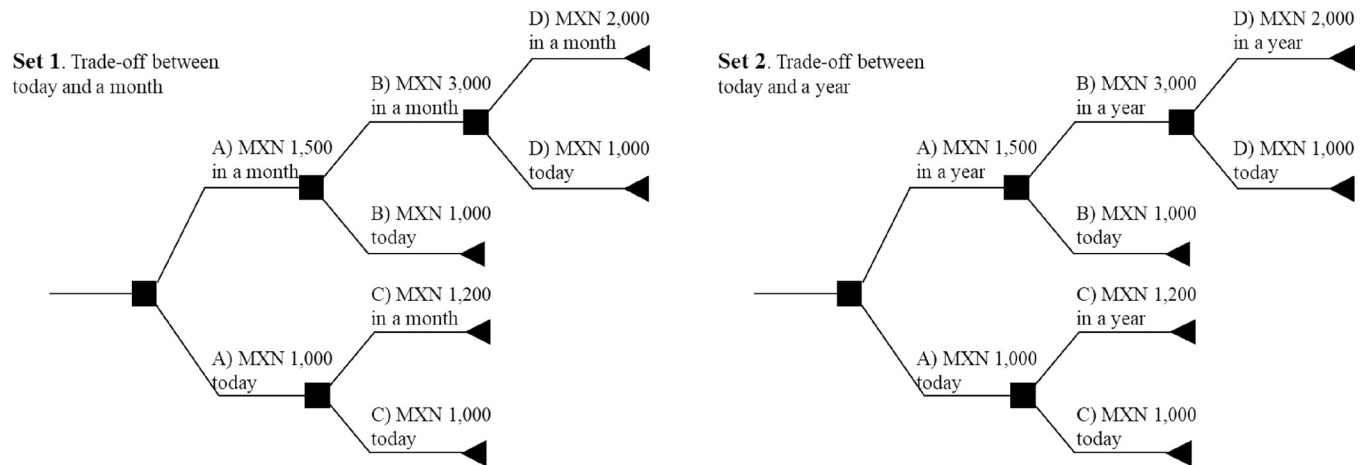 Set 1. Trade-off between
today and a month
D) MXN 2,000
in a month
B) MXN 3,000
in a month
D) MXN 1,000
today
A) MXN 1,500
in a month
B) MXN 1,000
today
C) MXN 1,200
in a month
A) MXN 1,000
today
C) MXN 1,000
today
Set 2. Trade-off between
today and a year
D) MXN 2,000
in a year
B) MXN 3,000
in a year
D) MXN 1,000
today
A) MXN 1,500
in a year
B) MXN 1,000
today
C) MXN 1,200
in a year
A) MXN 1,000
today
C) MXN 1,000
today